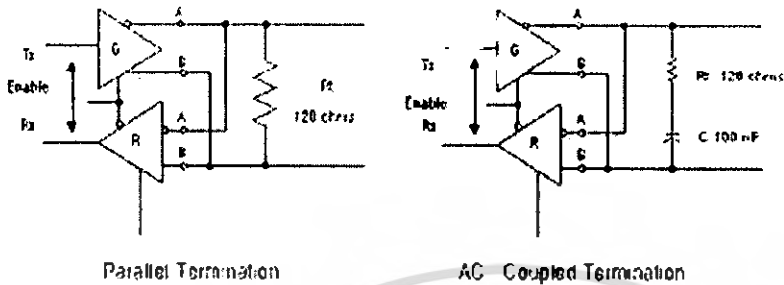 A
Tx
G
B
Rt
120 ohms
Enable
A
Rx
R
B
Parallel Termination
A
Tx
G
B
Rt 120 ohms
Enable
A
Rx
R
B
C 100 nF
AC Coupled Termination